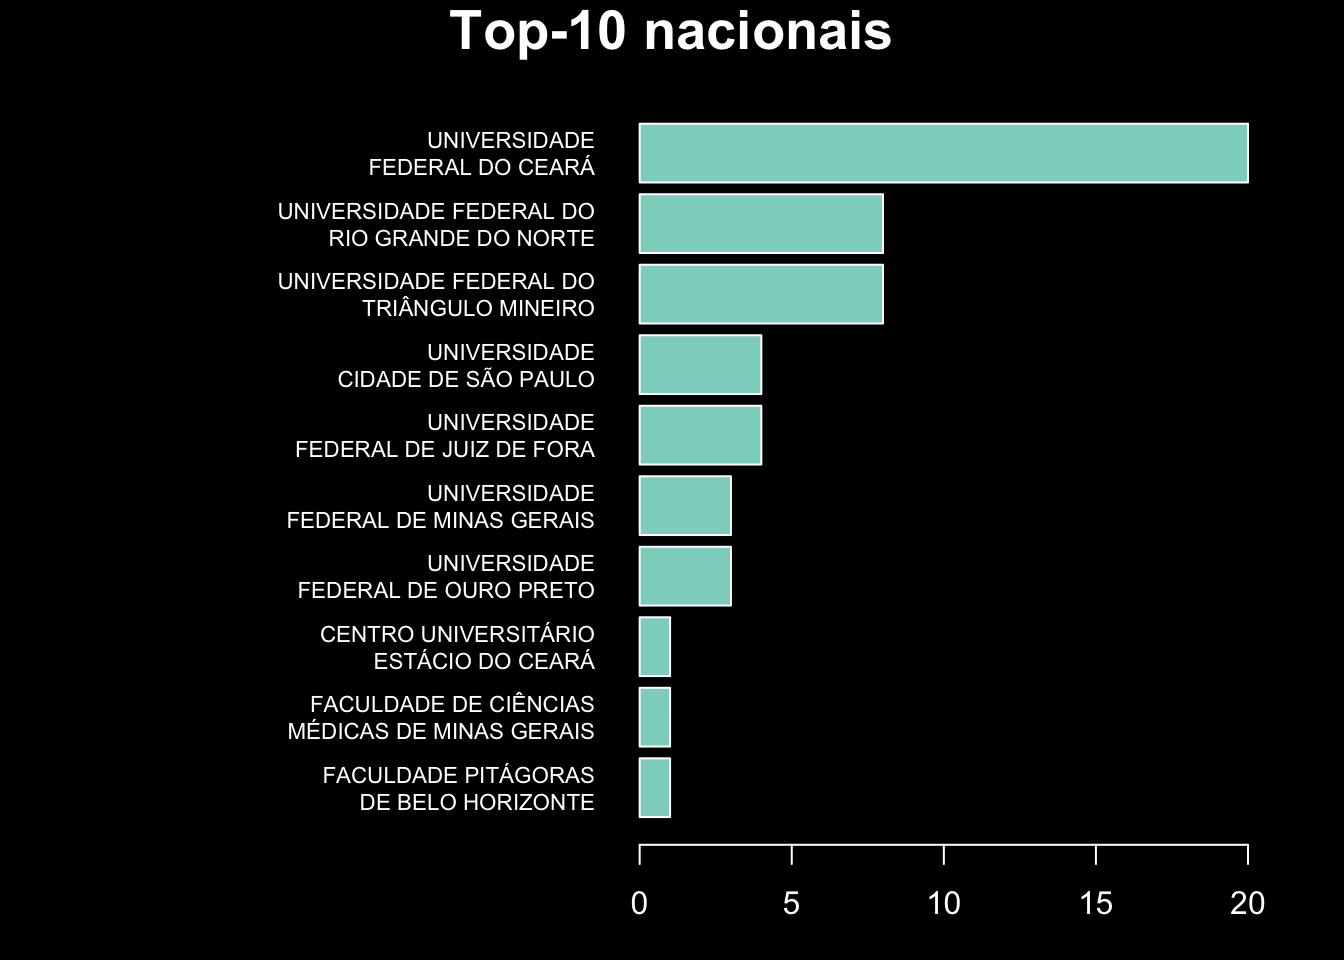 Top-10 nacionais
UNIVERSIDADE
FEDERAL DO CEARÁ
UNIVERSIDADE FEDERAL DO
RIO GRANDE DO NORTE
UNIVERSIDADE FEDERAL DO
TRIÂNGULO MINEIRO
UNIVERSIDADE
CIDADE DE SÃO PAULO
UNIVERSIDADE
FEDERAL DE JUIZ DE FORA
UNIVERSIDADE
FEDERAL DE MINAS GERAIS
UNIVERSIDADE
FEDERAL DE OURO PRETO
CENTRO UNIVERSITÁRIO
ESTÁCIO DO CEARÁ
FACULDADE DE CIÊNCIAS
MÉDICAS DE MINAS GERAIS
FACULDADE PITÁGORAS
DE BELO HORIZONTE
0 5 10 15 20